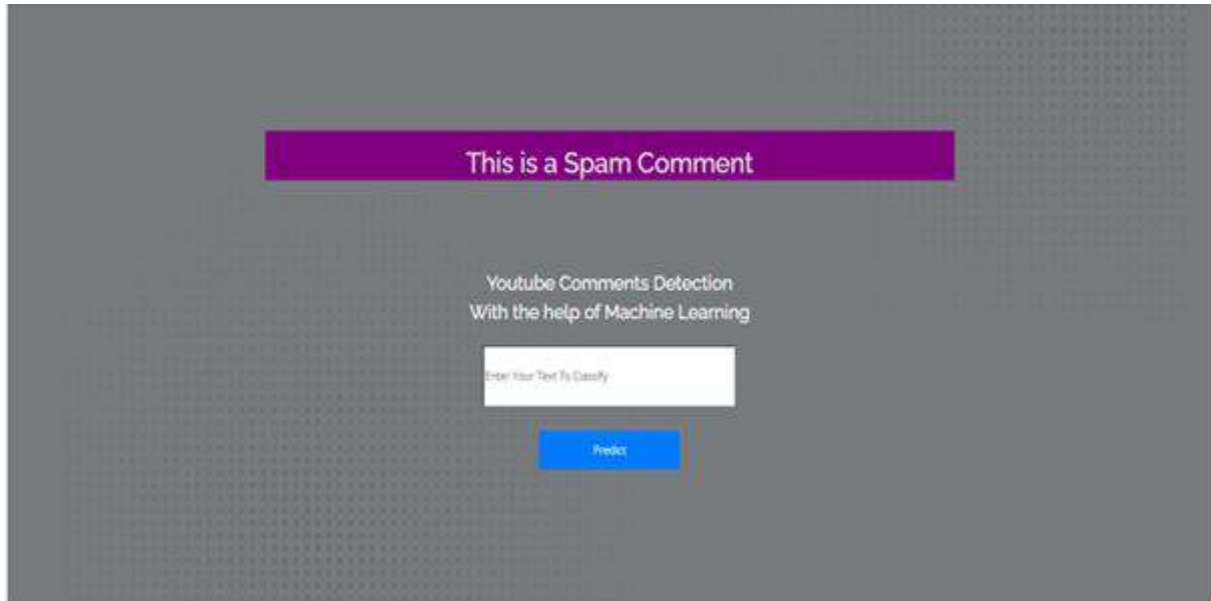 This is a Spam Comment
Youtube Comments Detection
With the help of Machine Learning
Enter Your Text To Classify
Predict